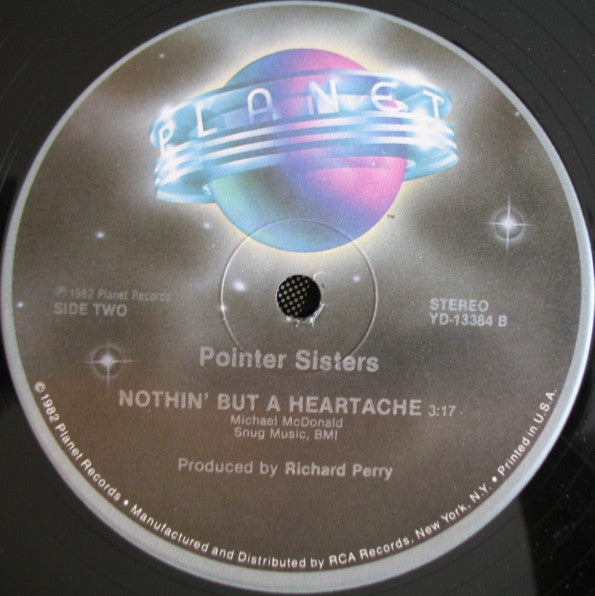 PLANET
™
℗ 1982 Planet Records
SIDE TWO
STEREO
YD-13384 B
Pointer Sisters
NOTHIN' BUT A HEARTACHE 3:17
Michael McDonald
Snug Music, BMI
Produced by Richard Perry
© 1982 Planet Records • Manufactured and Distributed by RCA Records, New York, N.Y. • Printed in U.S.A.